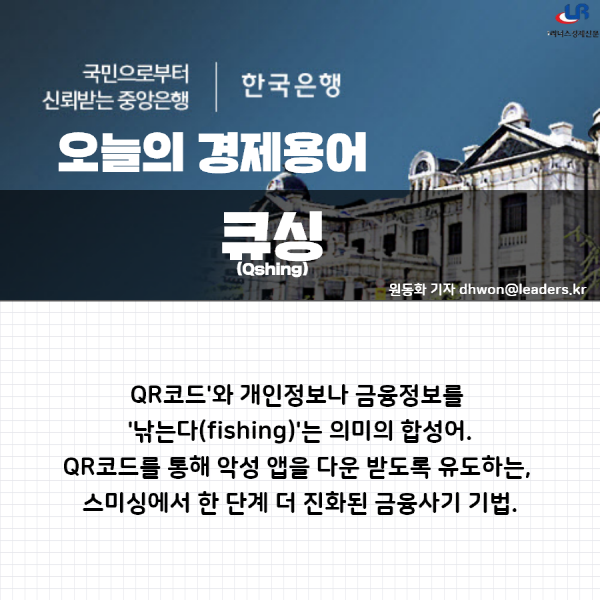 LR
리더스경제신문
국민으로부터
신뢰받는 중앙은행
한국은행
오늘의 경제용어
큐싱
(Qshing)
원동화 기자 dhwon@leaders.kr
QR코드'와 개인정보나 금융정보를
'낚는다(fishing)'는 의미의 합성어.
QR코드를 통해 악성 앱을 다운 받도록 유도하는,
스미싱에서 한 단계 더 진화된 금융사기 기법.